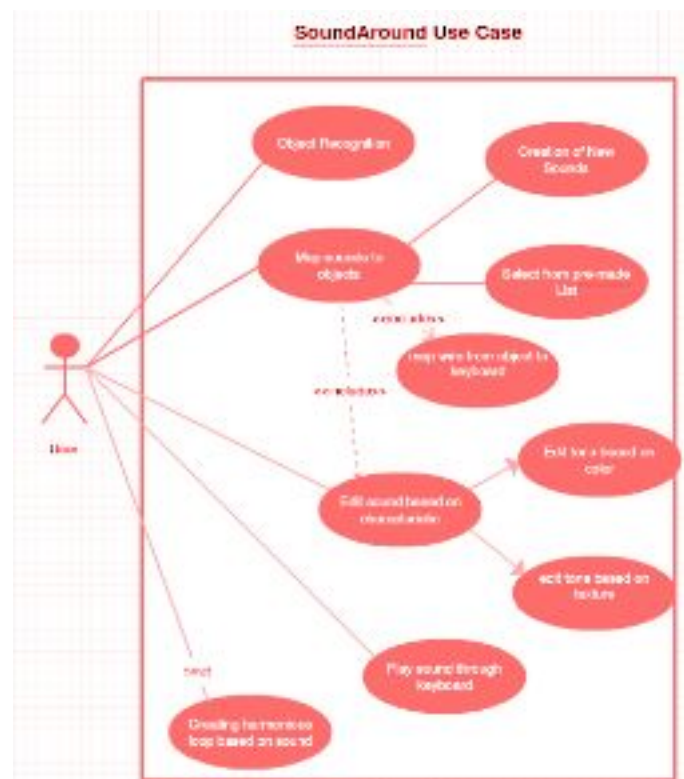 SoundAround Use Case
Object Recognition
Creation of New
Sounds
Map sounds to
objects
Select from pre-made
List
map wire from object to
keyboard
User
Edit tone based on
color
Edit sound based on
characteristic
edit tone based on
texture
Play sound through
keyboard
Creating harmonious
loop based on sound